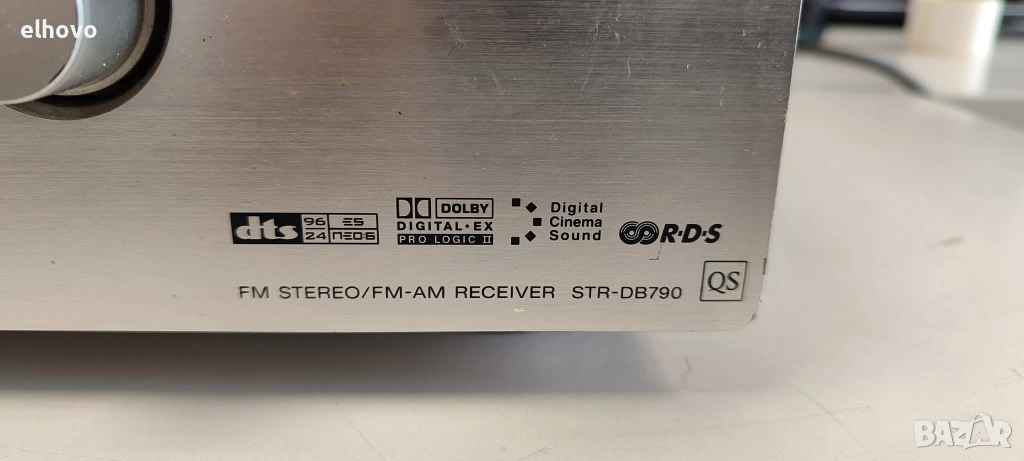 elhovo
dts 96 24 ES NEO:6
DOLBY
DIGITAL·EX
PRO LOGIC II
Digital
Cinema
Sound
R·D·S
FM STEREO/FM-AM RECEIVER STR-DB790
QS
BAZAR